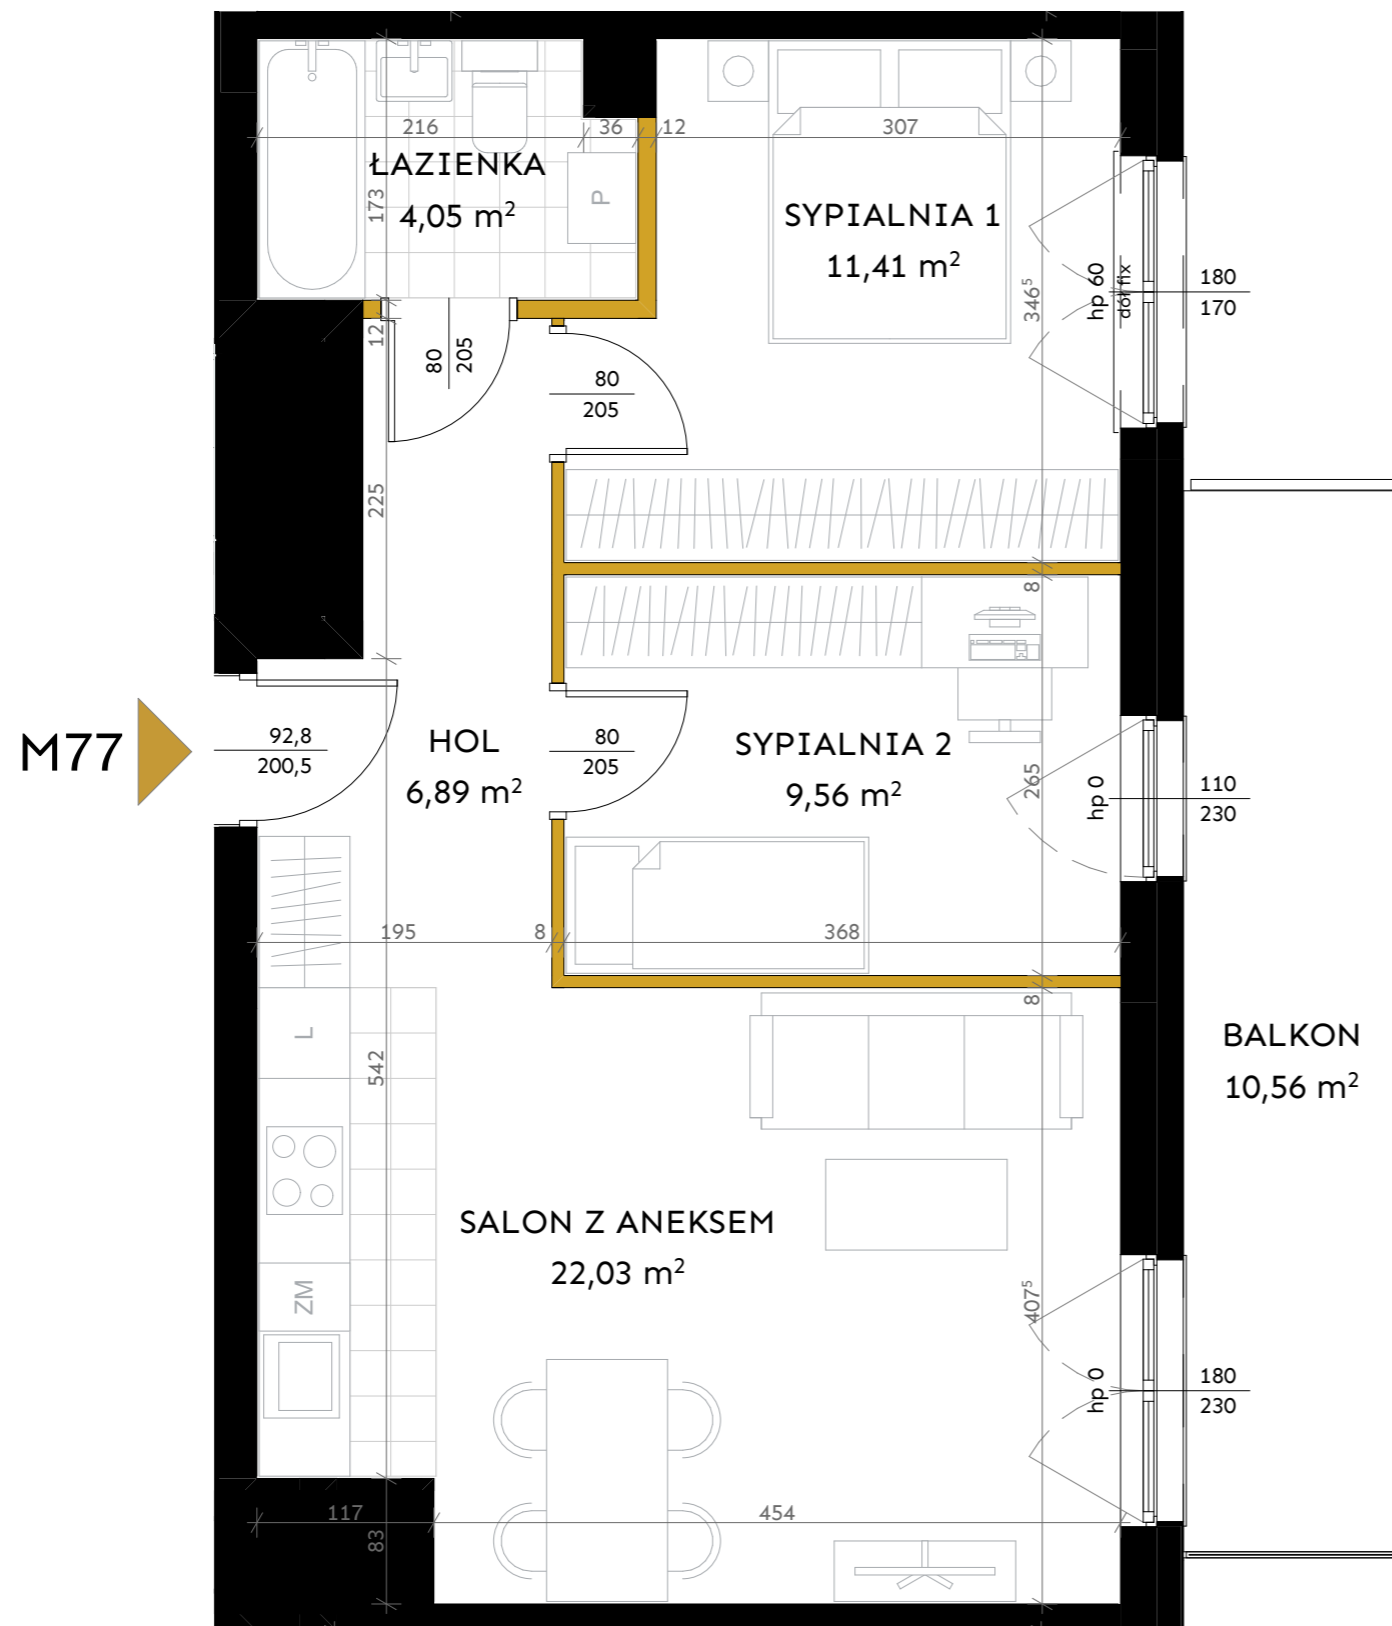 216
36
12
307
ŁAZIENKA
4,05 m²
173
P
SYPIALNIA 1
11,41 m²
346⁵
hp 60
dół fix
180
170
12
80
205
80
205
225
8
M77
92,8
200,5
HOL
6,89 m²
80
205
SYPIALNIA 2
9,56 m²
265
hp 0
110
230
195
8
368
8
L
542
BALKON
10,56 m²
SALON Z ANEKSEM
22,03 m²
ZM
407⁵
hp 0
180
230
117
83
454